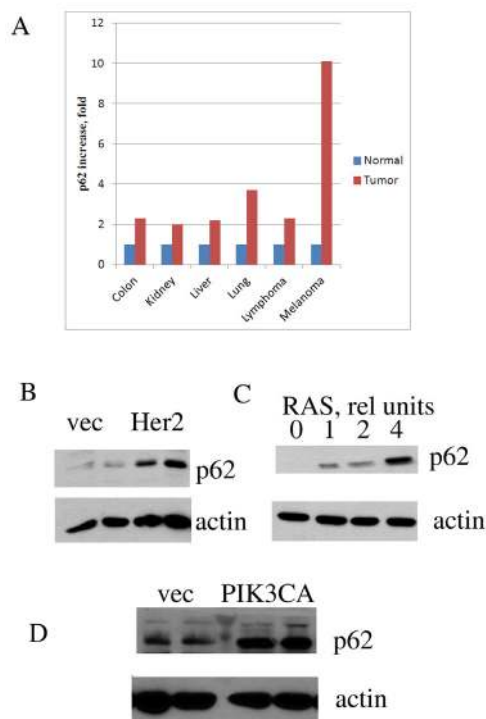 A
12
10
8
6
4
2
0
p62 increase, fold
Normal
Tumor
Colon
Kidney
Liver
Lung
Lymphoma
Melanoma
B
vec Her2
p62
actin
C
RAS, rel units
0 1 2 4
p62
actin
D
vec PIK3CA
p62
actin